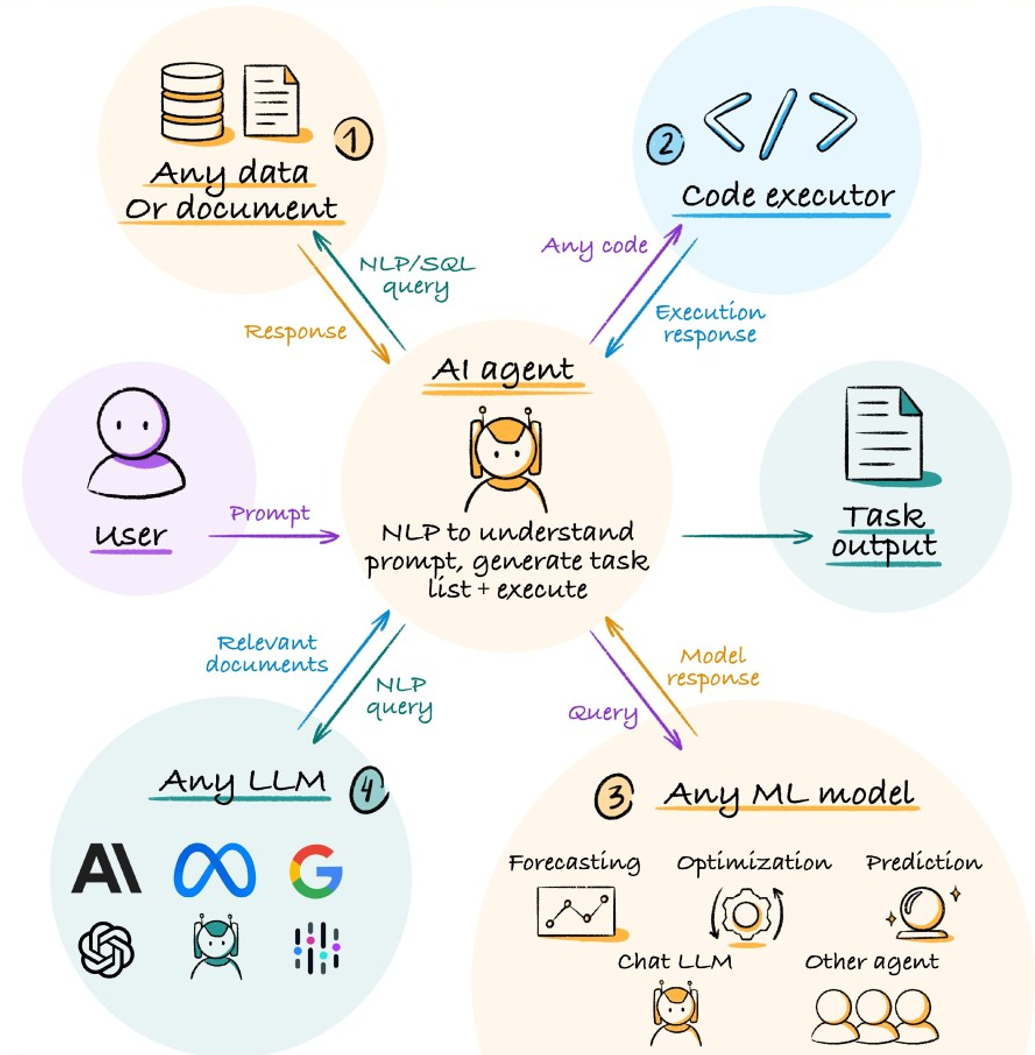 1
Any data
Or document
2
Code executor
NLP/SQL
query
Response
Any code
Execution
response
AI agent
NLP to understand
prompt, generate task
list + execute
User
Prompt
Task
output
Relevant
documents
NLP
query
Model
response
Query
Any LLM
4
AI
3
Any ML model
Forecasting
Optimization
Prediction
Chat LLM
Other agent